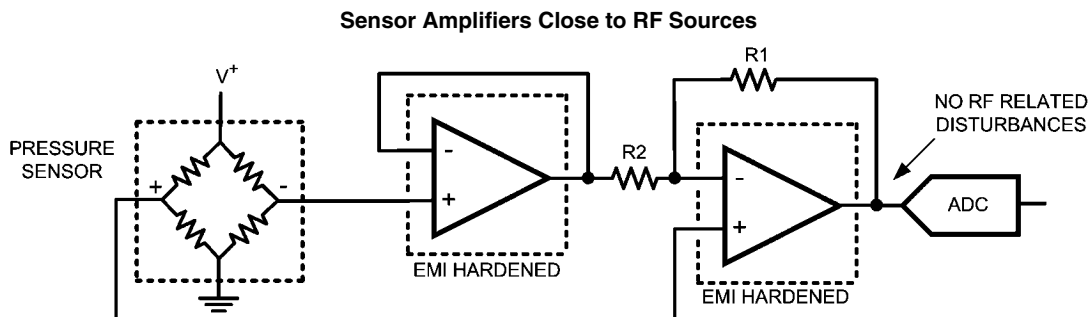 Sensor Amplifiers Close to RF Sources
V+
PRESSURE
SENSOR
+
-
-
+
EMI HARDENED
R2
R1
-
+
EMI HARDENED
NO RF RELATED
DISTURBANCES
ADC